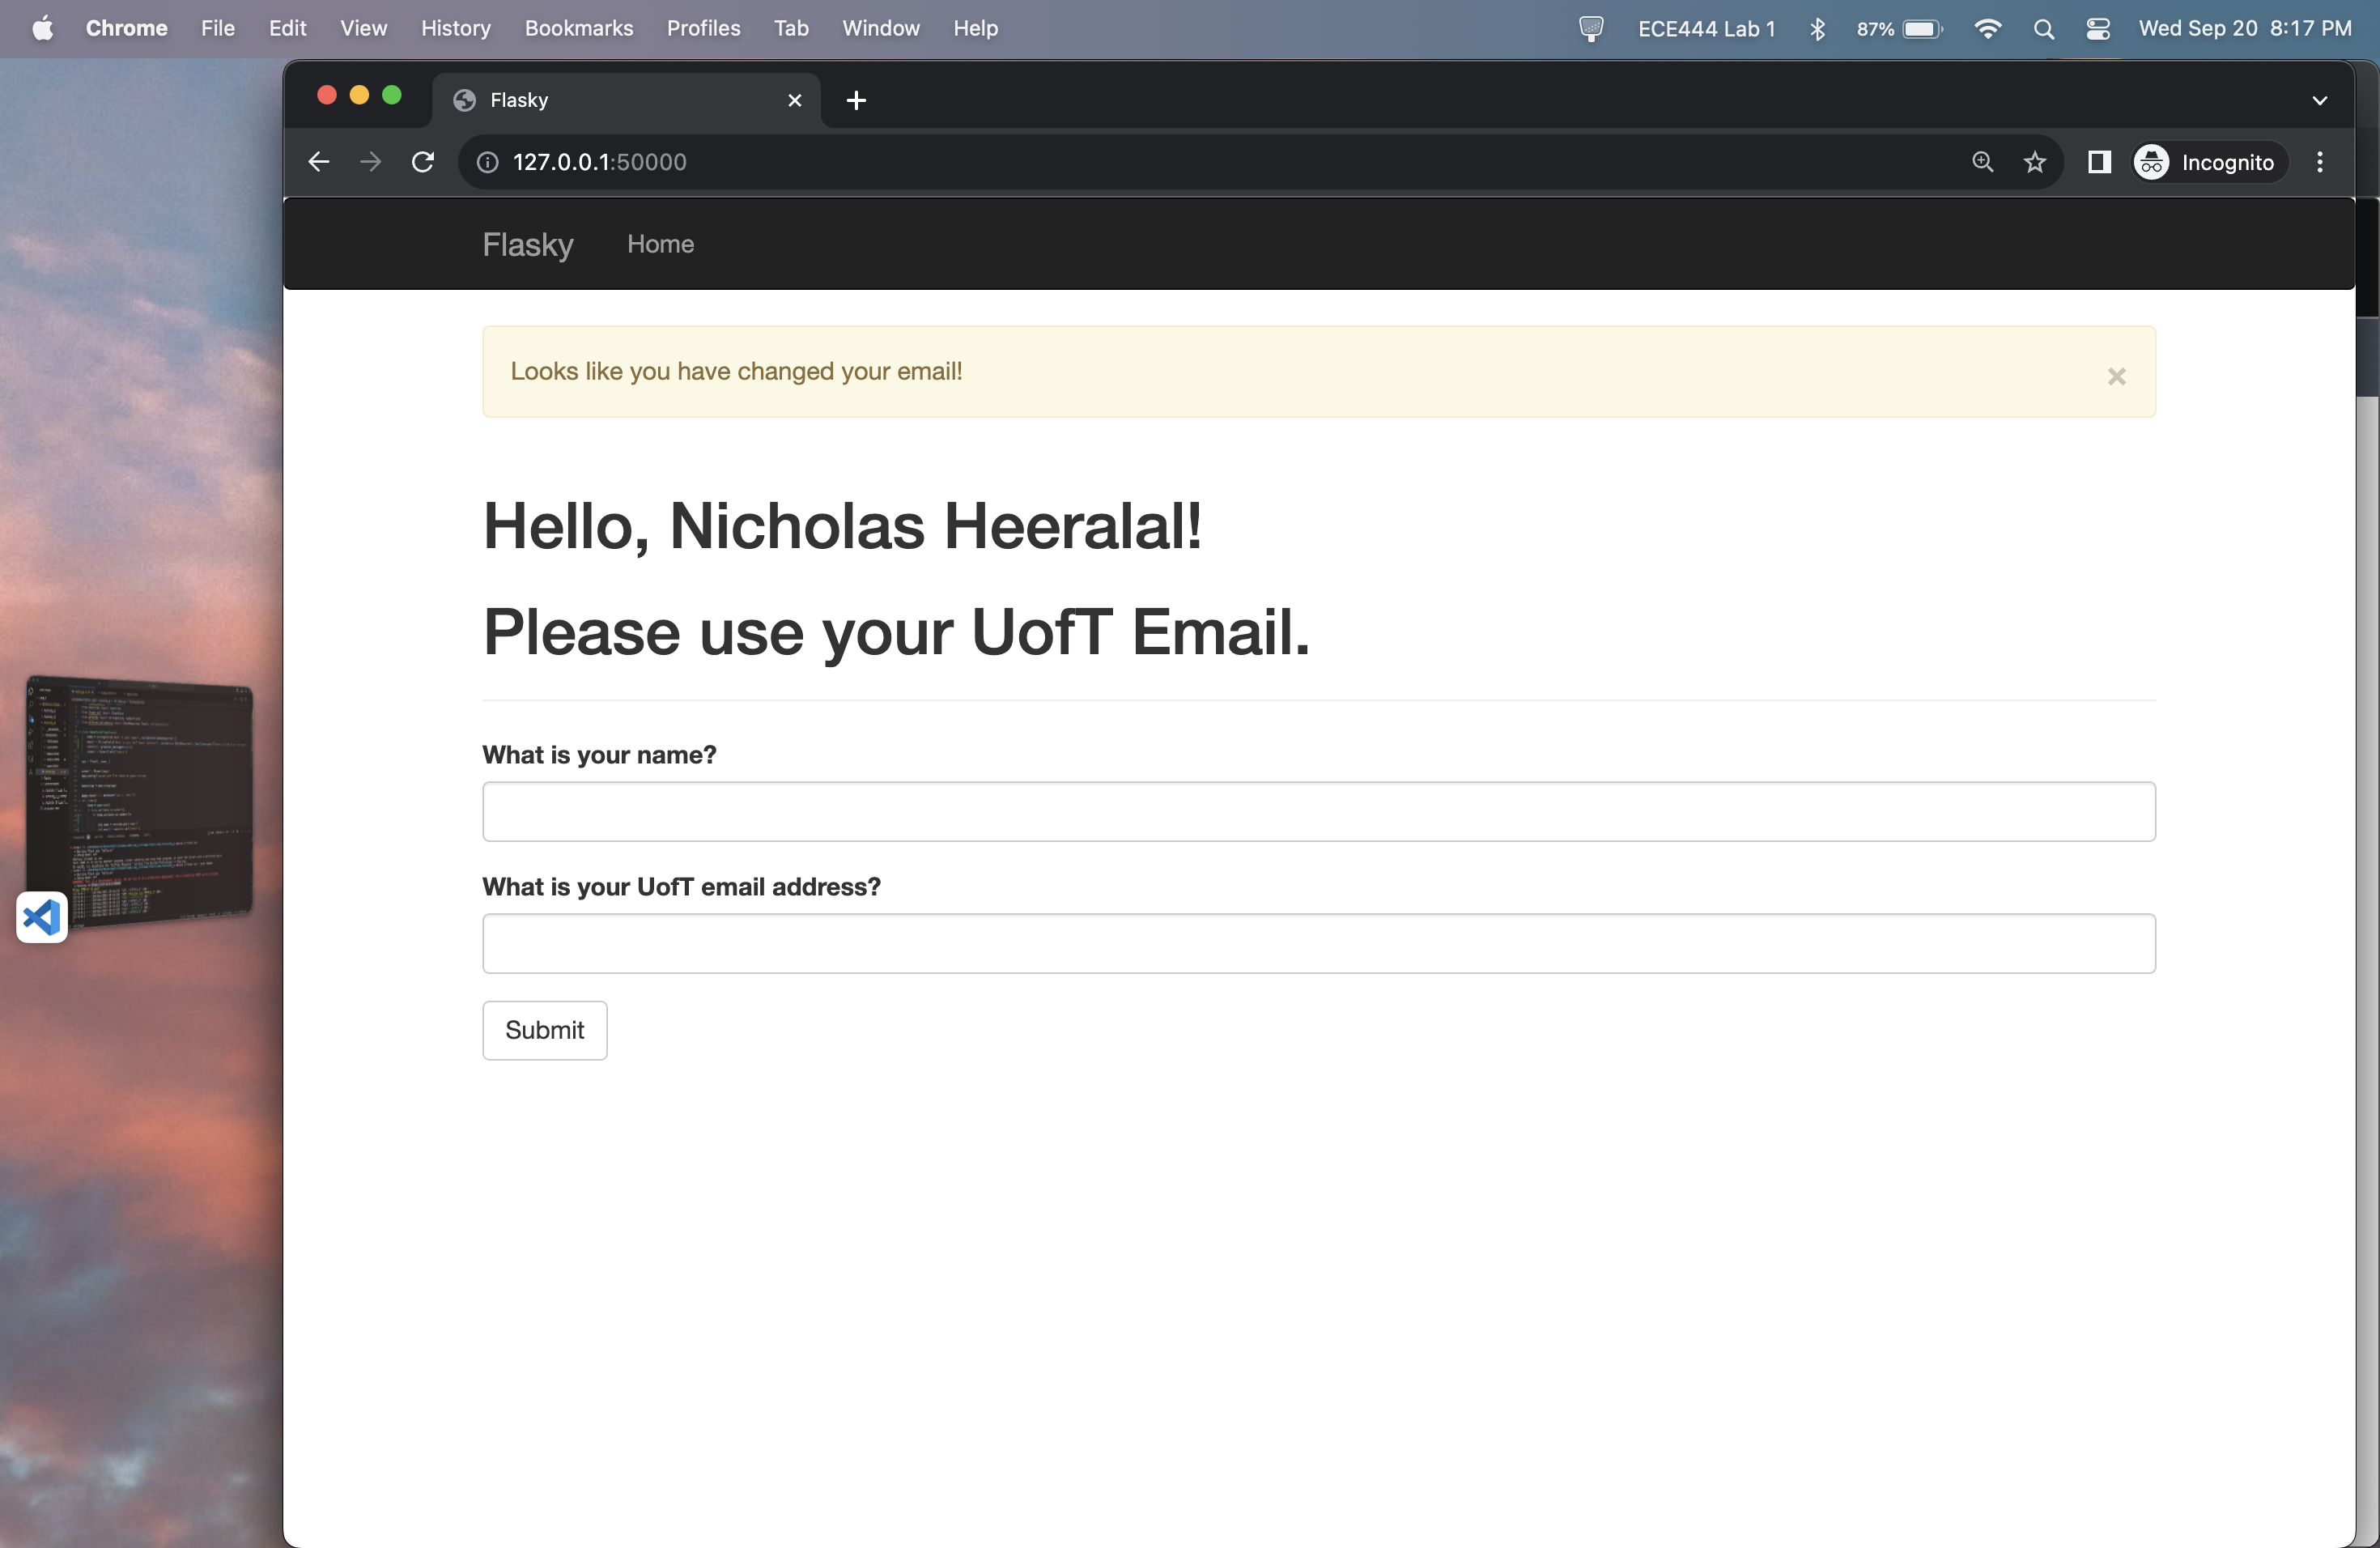 Chrome File Edit View History Bookmarks Profiles Tab Window Help ECE444 Lab 1 87% Wed Sep 20 8:17 PM
Flasky
127.0.0.1:50000 Incognito
Flasky Home
Looks like you have changed your email! ×
Hello, Nicholas Heeralal!
Please use your UofT Email.
What is your name?
What is your UofT email address?
Submit